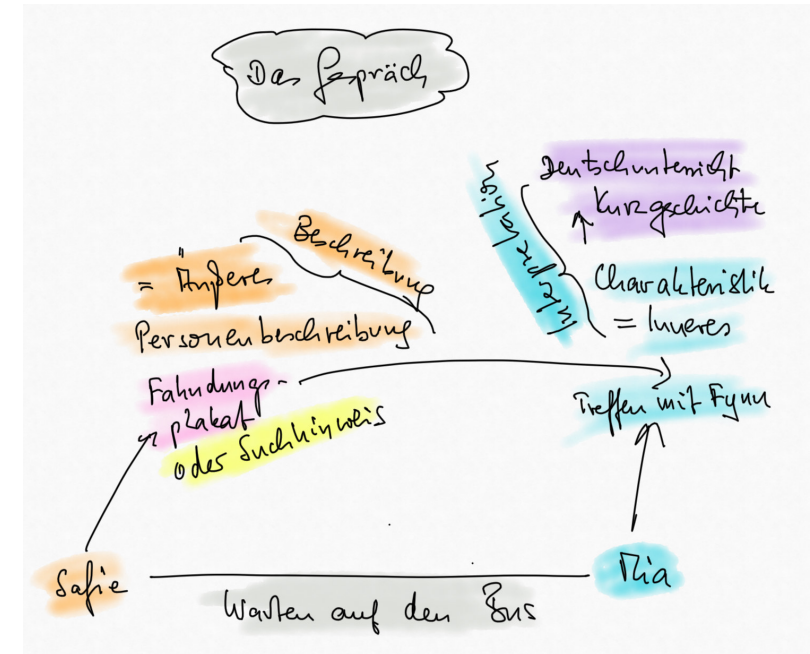 Das Gespräch
Deutschunterricht
Kurzgeschichte
Interpretation
Beschreibung
= Äußeres
Charakteristik
= Inneres
Personenbeschreibung
Fahndungs-
plakat
oder Suchhinweis
Treffen mit Fynn
Safie
Mia
Warten auf den Bus